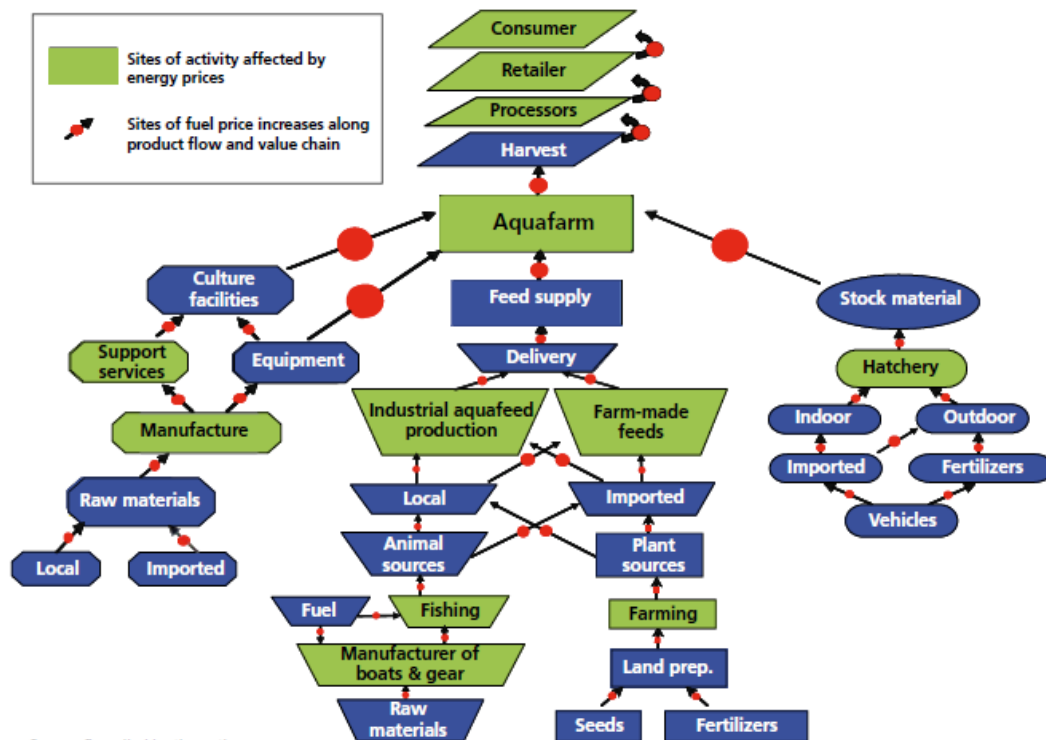 Sites of activity affected by
energy prices
Sites of fuel price increases along
product flow and value chain
Consumer
Retailer
Processors
Harvest
Aquafarm
Culture
facilities
Feed supply
Stock material
Support
services
Equipment
Delivery
Hatchery
Manufacture
Industrial aquafeed
production
Farm-made
feeds
Indoor
Outdoor
Raw materials
Local
Imported
Imported
Fertilizers
Vehicles
Local
Imported
Animal
sources
Plant
sources
Fuel
Fishing
Farming
Manufacturer of
boats & gear
Land prep.
Raw
materials
Seeds
Fertilizers